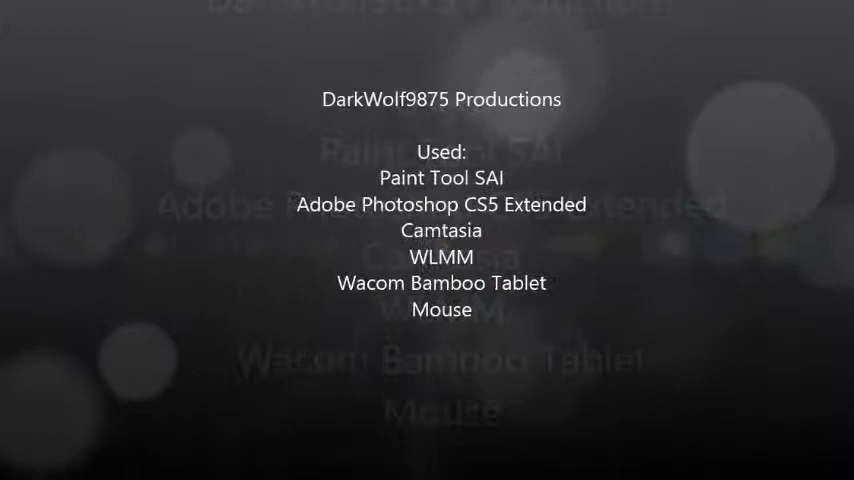 DarkWolf9875 Productions
Used:
Paint Tool SAI
Adobe Photoshop CS5 Extended
Camtasia
WLMM
Wacom Bamboo Tablet
Mouse